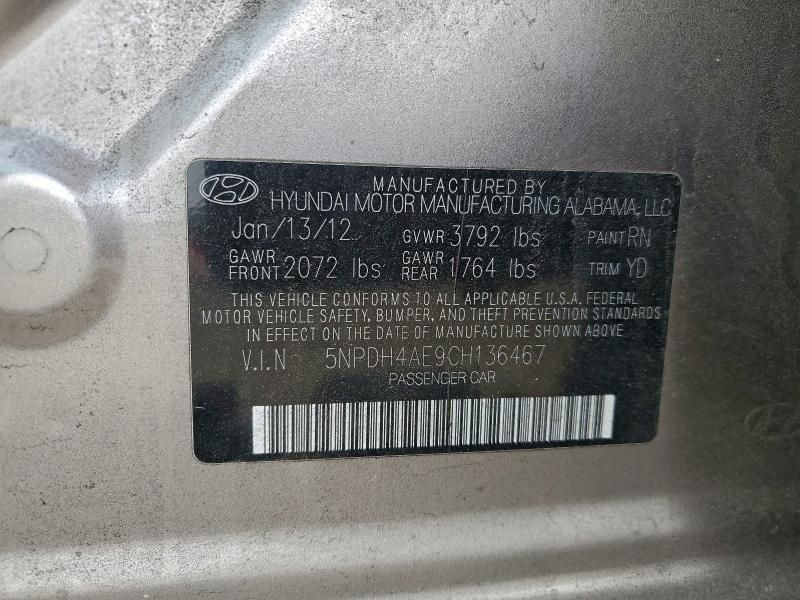 MANUFACTURED BY
HYUNDAI MOTOR MANUFACTURING ALABAMA, LLC
Jan/13/12 GVWR 3792 lbs PAINT RN
GAWR FRONT 2072 lbs GAWR REAR 1764 lbs TRIM YD
THIS VEHICLE CONFORMS TO ALL APPLICABLE U.S.A. FEDERAL
MOTOR VEHICLE SAFETY, BUMPER, AND THEFT PREVENTION STANDARDS
IN EFFECT ON THE DATE OF MANUFACTURE SHOWN ABOVE
V.I.N 5NPDH4AE9CH136467
PASSENGER CAR